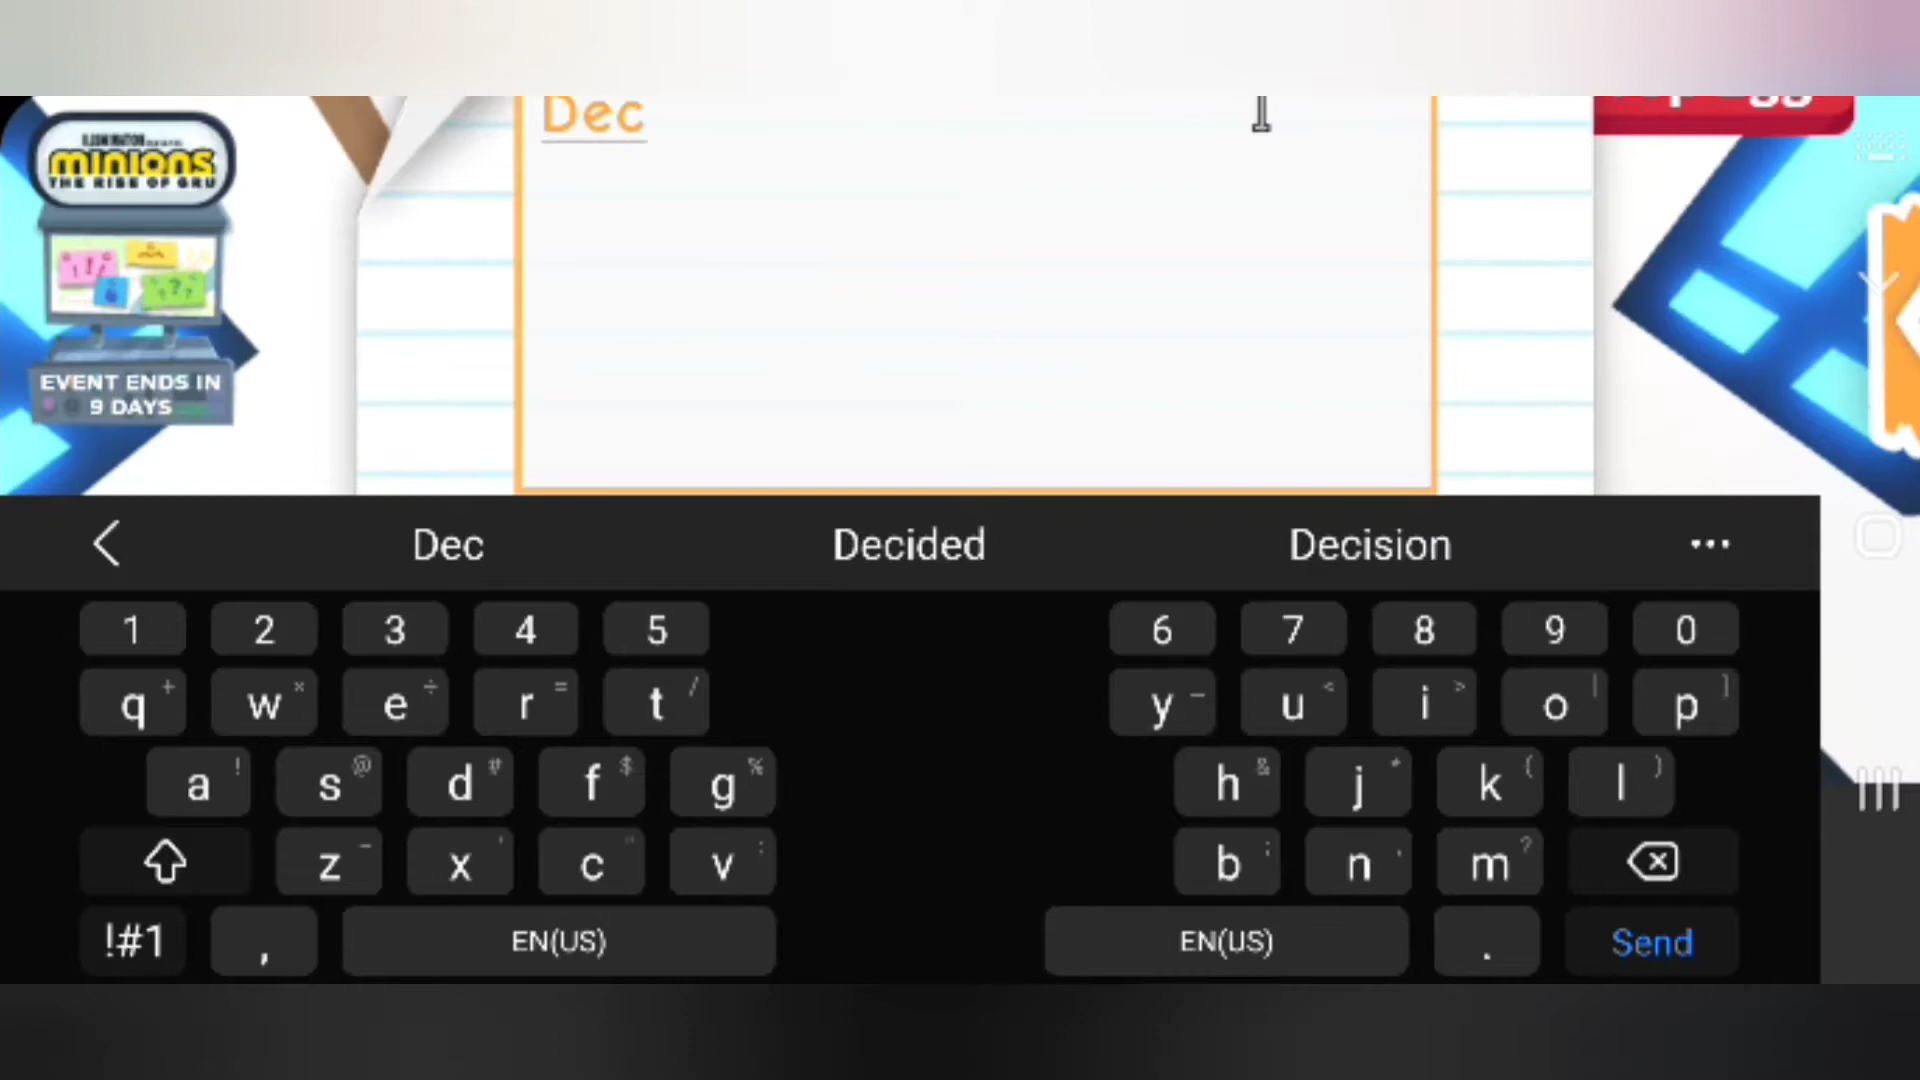 Dec
MINIONS
THE RISE OF GRU
EVENT ENDS IN
9 DAYS
Dec Decided Decision ...
1 2 3 4 5 6 7 8 9 0
q + w × e ÷ r = t / y _ u < i > o | p ]
a ! s @ d # f $ g % h & j * k ( l )
z - x ' c " v : b ; n , m ?
!#1 , EN(US) EN(US) . Send